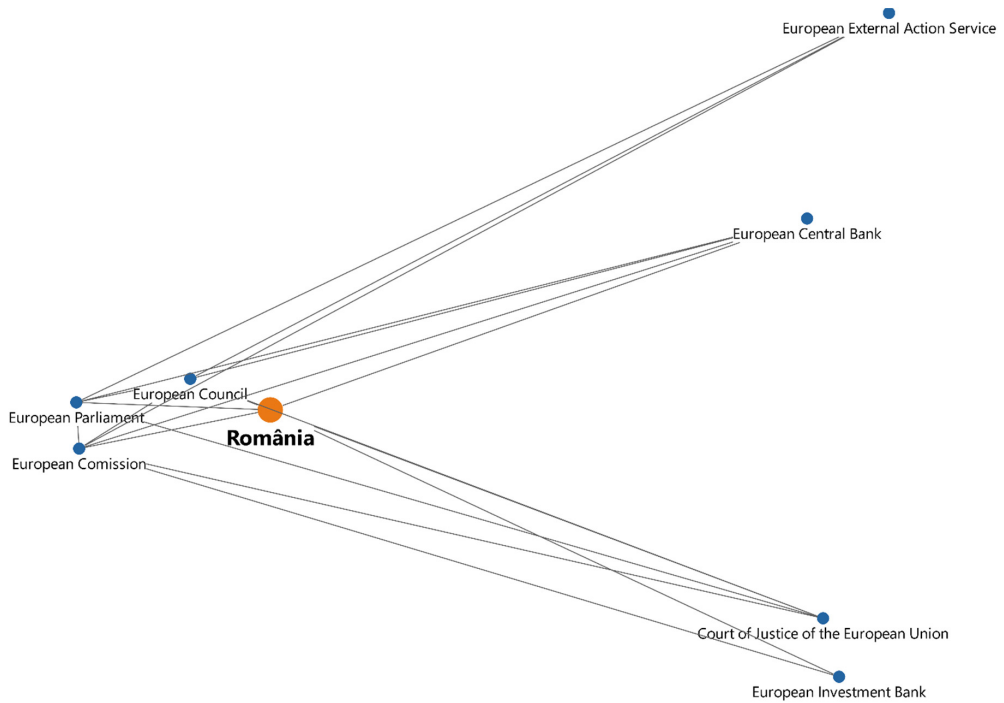 European External Action Service
European Central Bank
European Council
European Parliament
România
European Comission
Court of Justice of the European Union
European Investment Bank